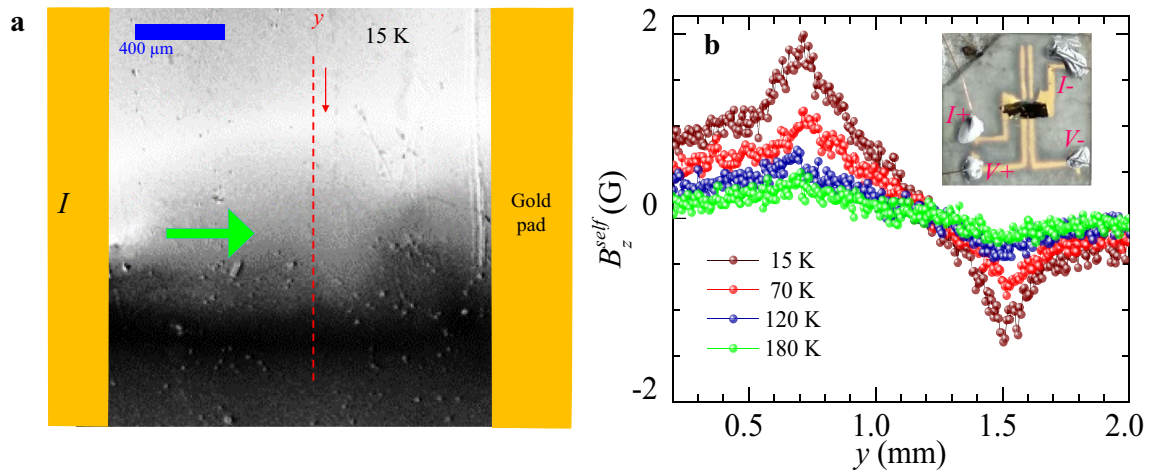 a
400 μm
y
15 K
I
Gold
pad
b
2
0
-2
B_z^self (G)
I+
I-
V+
V-
15 K
70 K
120 K
180 K
0.5 1.0 1.5 2.0
y (mm)